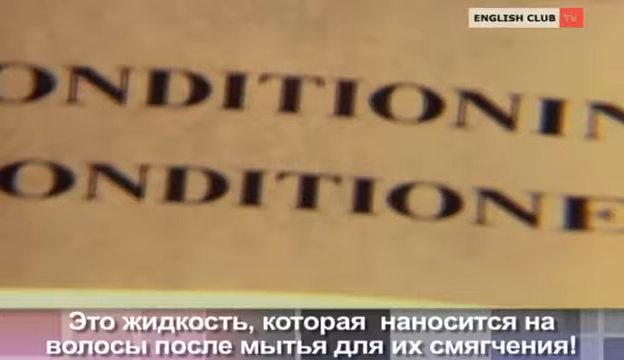 ENGLISH CLUB TV
ONDITIONIN
ONDITIONE
Это жидкость, которая наносится на
волосы после мытья для их смягчения!